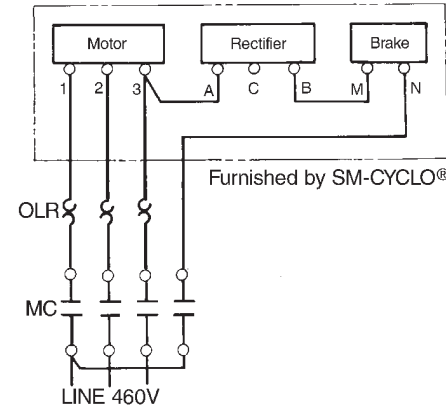 Motor Rectifier Brake
1 2 3 A C B M N
Furnished by SM-CYCLO®
OLR
MC
LINE 460V